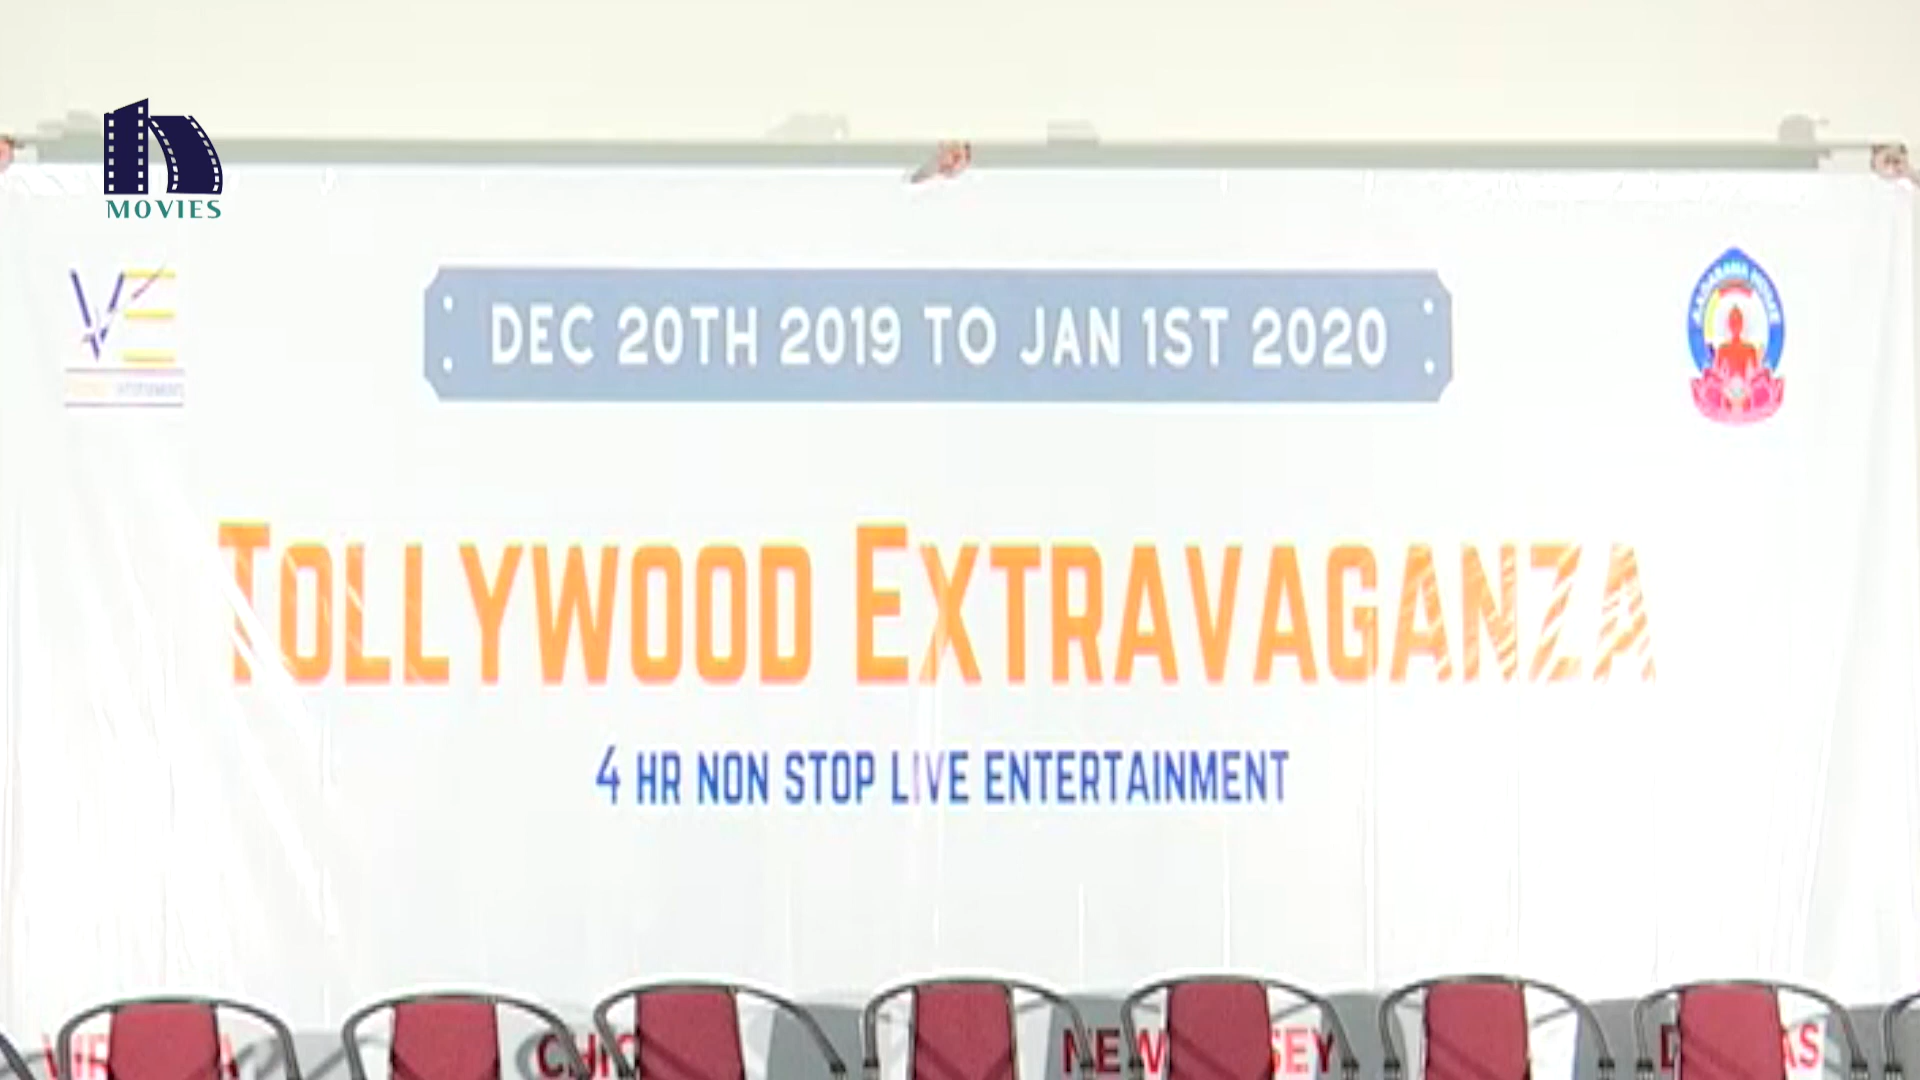 MOVIES
DEC 20TH 2019 TO JAN 1ST 2020
TOLLYWOOD EXTRAVAGANZA
4 HR NON STOP LIVE ENTERTAINMENT